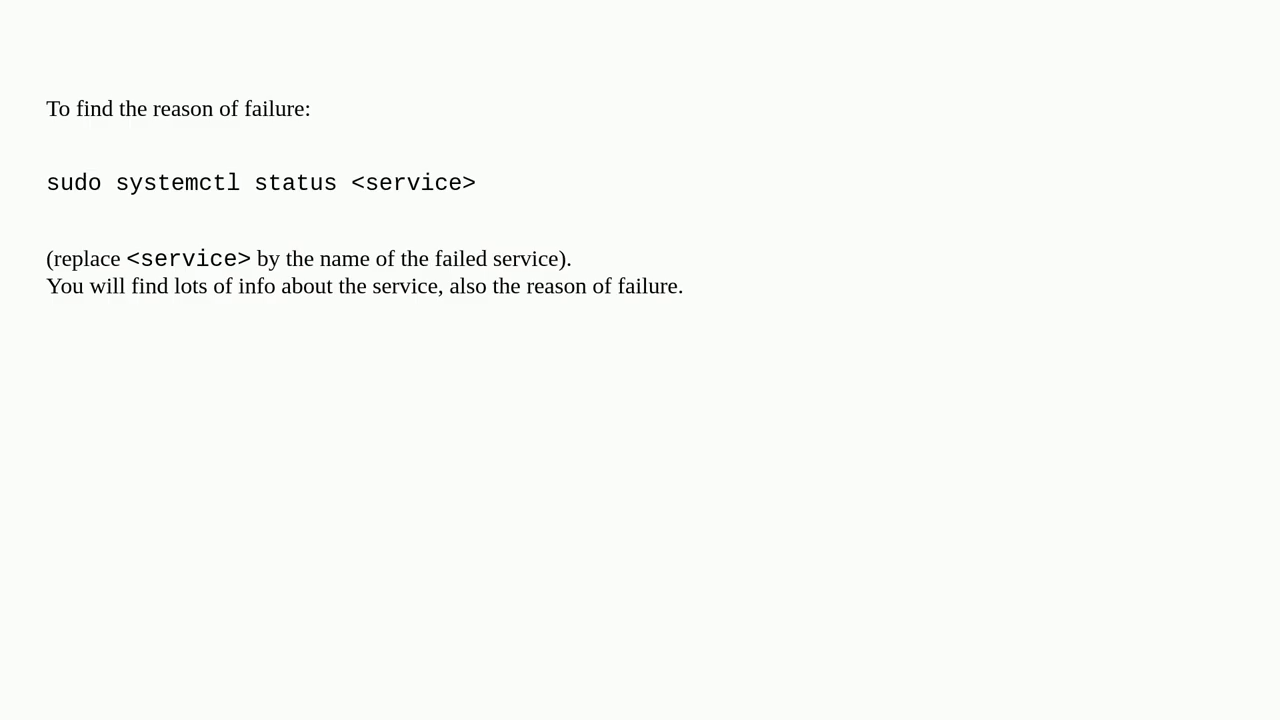 To find the reason of failure:
sudo systemctl status <service>
(replace <service> by the name of the failed service).
You will find lots of info about the service, also the reason of failure.